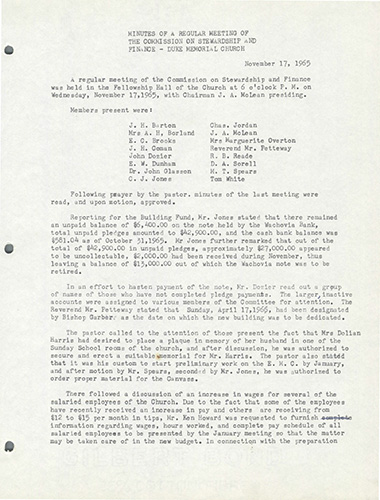 MINUTES OF A REGULAR MEETING OF
THE COMMISSION ON STEWARDSHIP AND
FINANCE - DUKE MEMORIAL CHURCH
November 17, 1965
A regular meeting of the Commission on Stewardship and Finance
was held in the Fellowship Hall of the Church at 6 o'clock P. M. on
Wednesday, November 17,1965, with Chairman J. A. McLean presiding.
Members present were:
J. H. Barton Chas. Jordan
Mrs A. H. Borland J. A. McLean
E. C. Brooks Mrs Marguerite Overton
J. H. Coman Reverend Mr. Petteway
John Dozier R. B. Reade
E. W. Dunham D. A. Sorell
Dr. John Glasson M. T. Spears
C. J. Jones Tom White
Following prayer by the pastor. minutes of the last meeting were
read, and upon motion, approved.
Reporting for the Building Fund, Mr. Jones stated that there remained
an unpaid balance of $6,400.00 on the note held by the Wachovia Bank,
total unpaid pledges amounted to $42,900.00, and the cash bank balance was
$581.04 as of October 31,1965. Mr Jones further remarked that out of the
total of $42,900.00 in unpaid pledges, approximately $27,000.00 appeared
to be uncollectable, $2,000.00 had been received during November, thus
leaving a balance of $13,000.00 out of which the Wachovia note was to be
retired.
In an effort to hasten payment of the note, Mr. Dozier read out a group
of names of those who have not completed pledge payments. The larger,inactive
accounts were assigned to various members of the Committee for attention. The
Reverend Mr. Petteway stated that Sunday, April 17,1965, had been designated
by Bishop Garber as the date on which the new building was to be dedicated.
The pastor called to the attention of those present the fact that Mrs Delian
Harris had desired to place a plaque in memory of her husband in one of the
Sunday School rooms of the church, and after discussion, he was authorized to
secure and erect a suitable memorial for Mr. Harris. The pastor also stated
that it was his custom to start preliminary work on the E. M. C. by January,
and after motion by Mr. Spears, seconded by Mr. Jones, he was authorized to
order proper material for the Canvass.
There followed a discussion of an increase in wages for several of the
salaried employees of the Church. Due to the fact that some of the employees
have recently received an increase in pay and others are receiving from
$12 to $15 per month in tips, Mr. Ken Howard was requested to furnish complete
information regarding wages, hours worked, and complete pay schedule of all
salaried employees to be presented by the January meeting so that the matter
may be taken care of in the new budget. In connection with the preparation